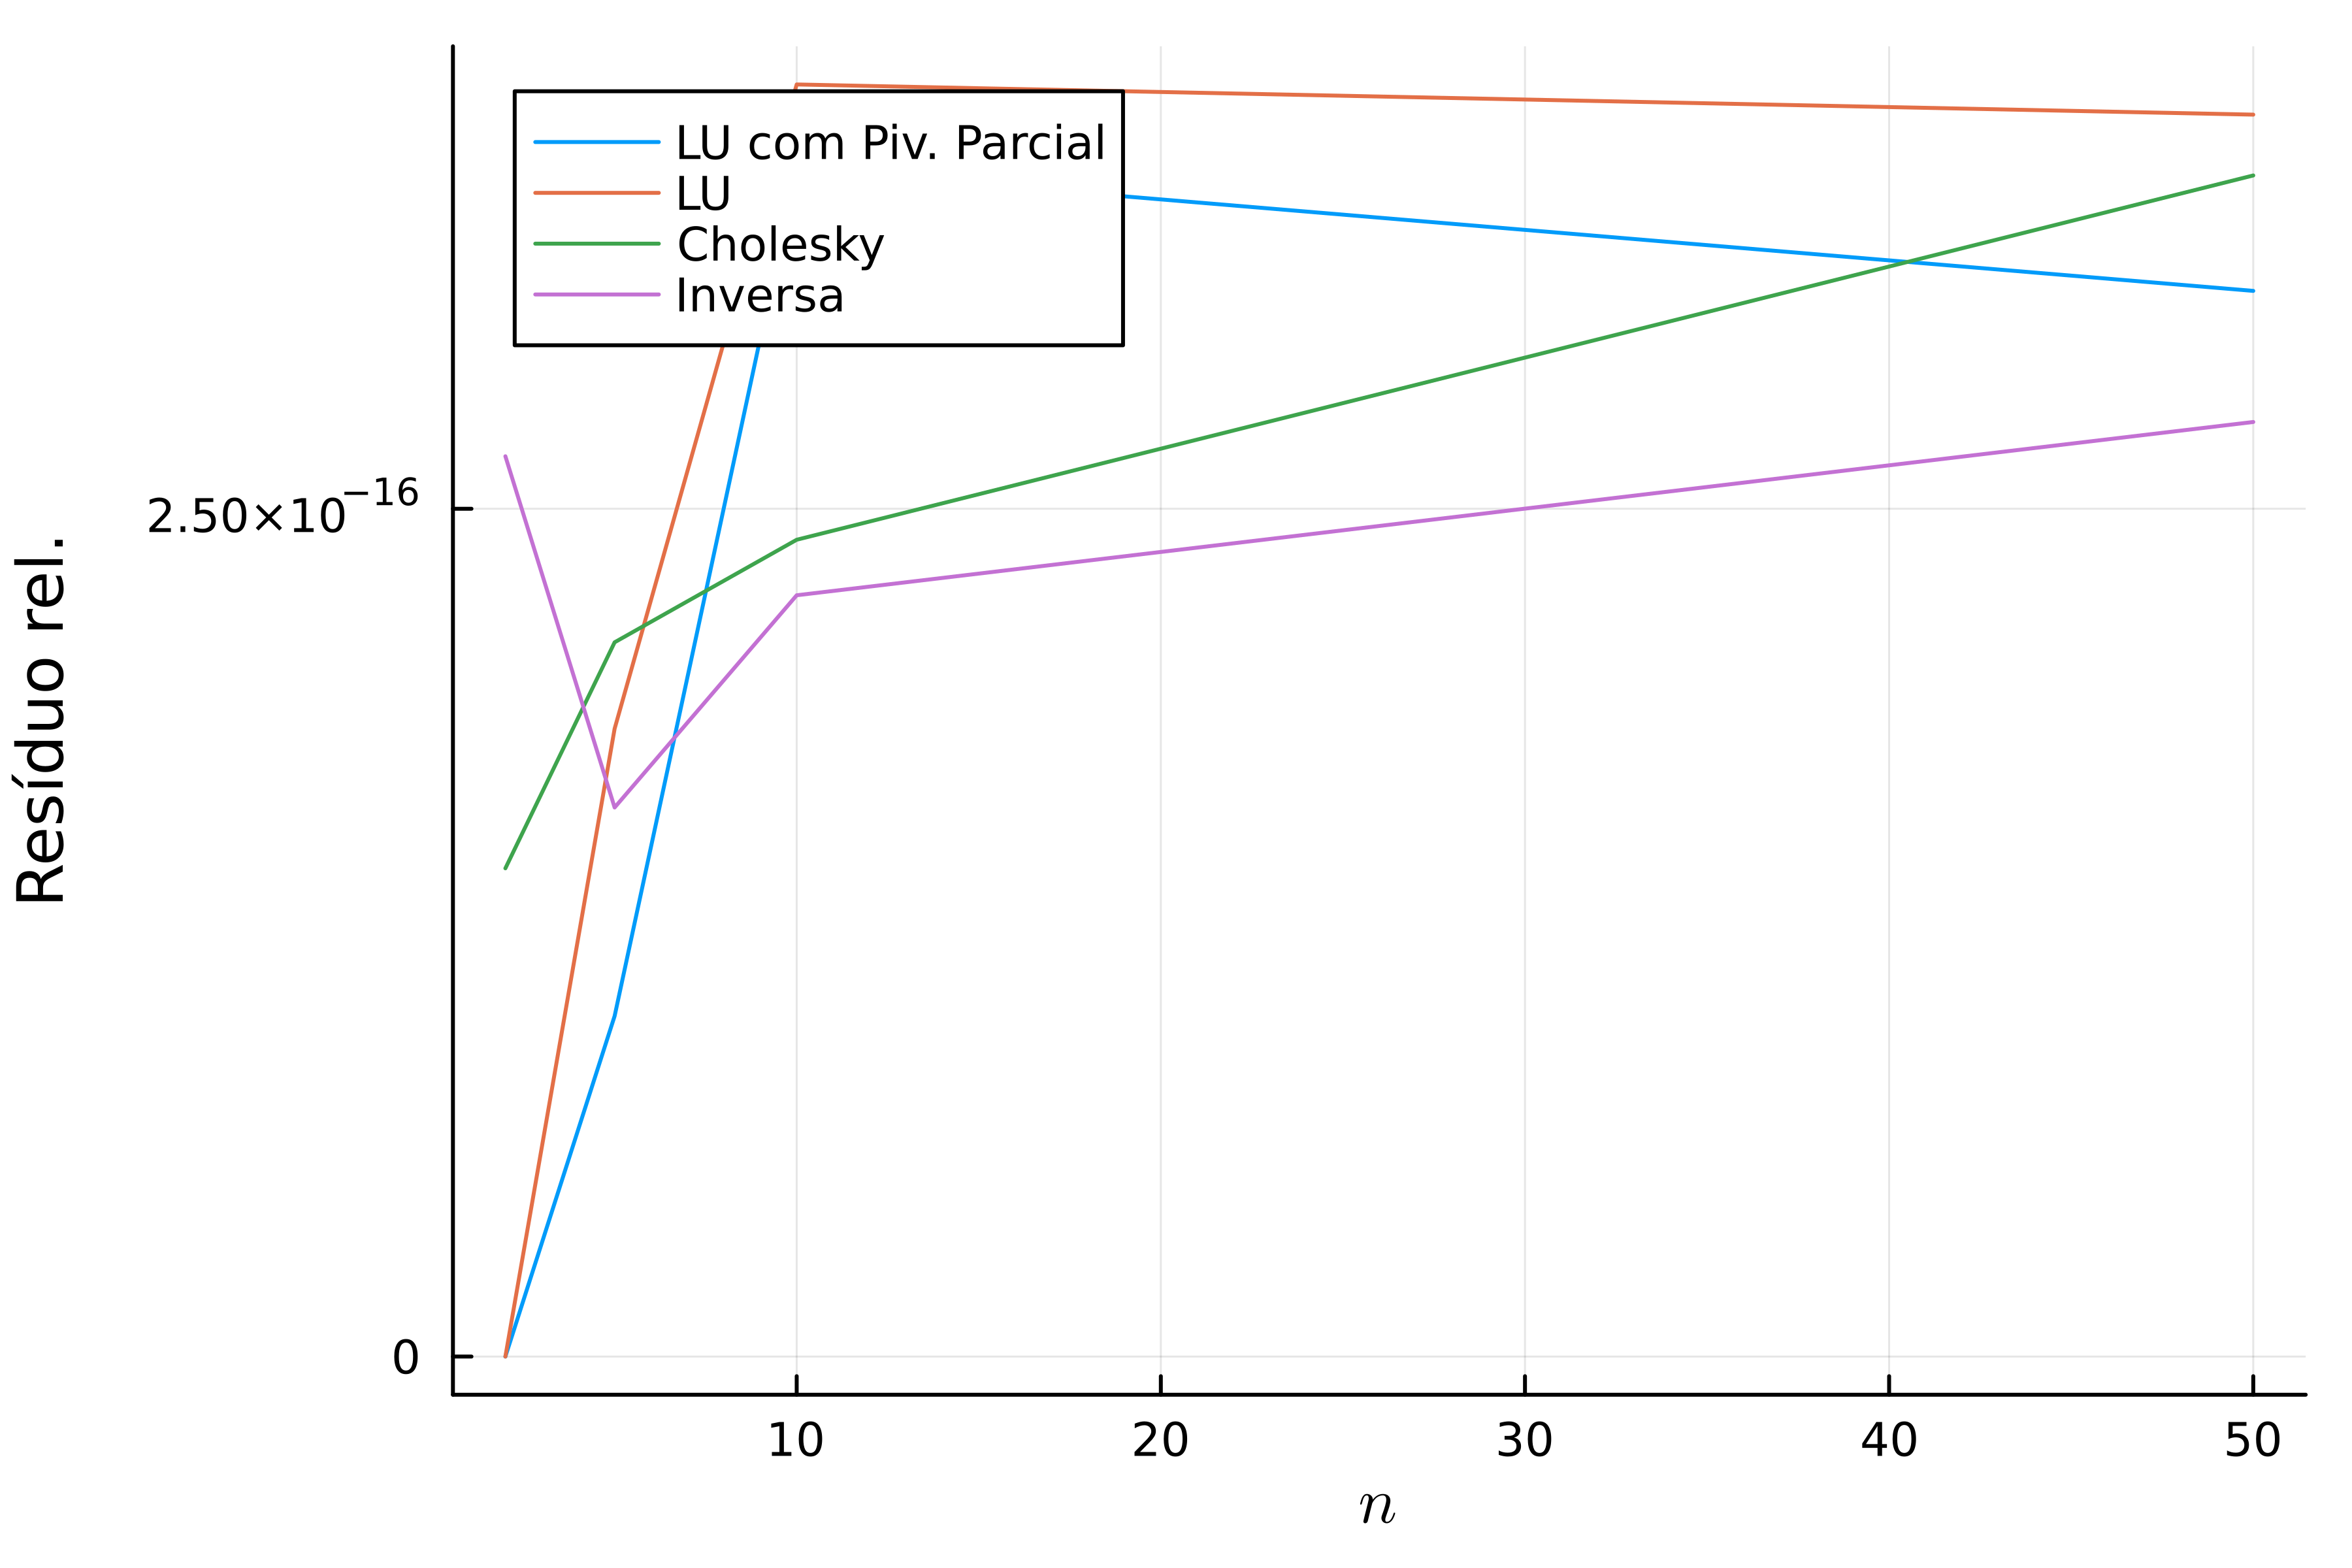 LU com Piv. Parcial
LU
Cholesky
Inversa
2.50×10⁻¹⁶
Resíduo rel.
0
10 20 30 40 50
n